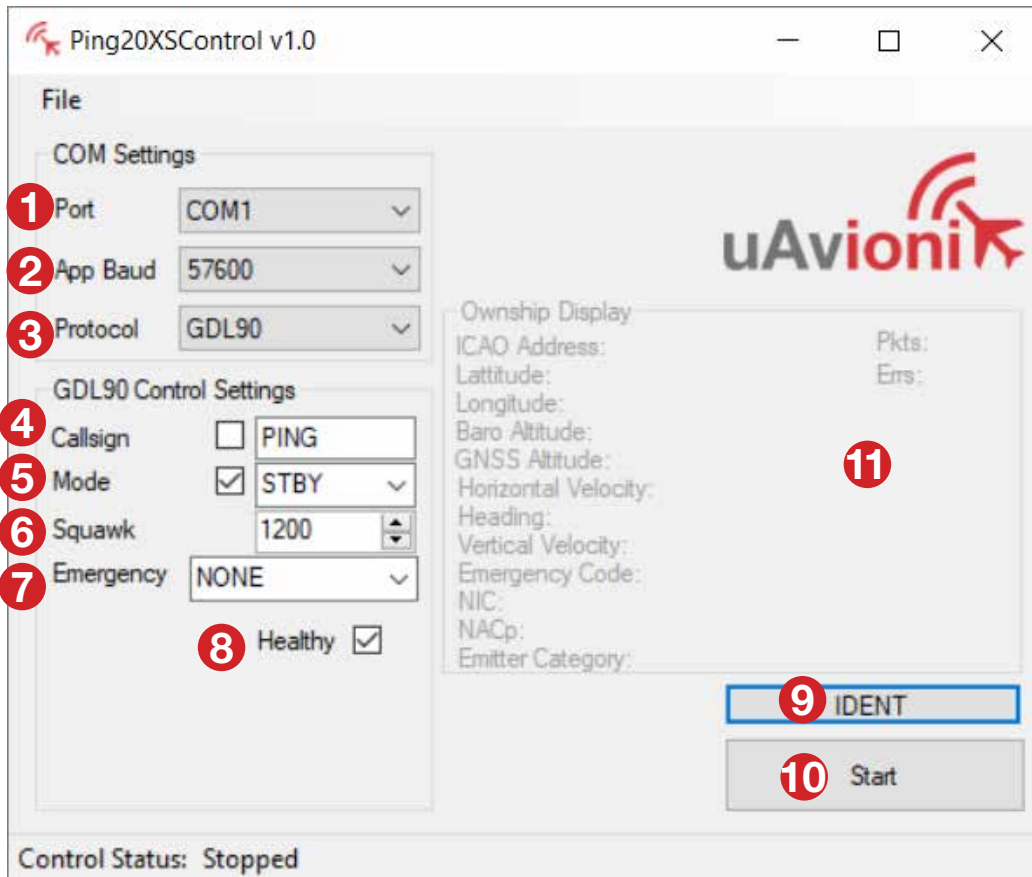 Ping20XSControl v1.0
File
COM Settings
1 Port COM1
2 App Baud 57600
3 Protocol GDL90
GDL90 Control Settings
4 Callsign PING
5 Mode STBY
6 Squawk 1200
7 Emergency NONE
8 Healthy
uAvioni
Ownship Display
ICAO Address: Pkts:
Lattitude: Errs:
Longitude:
Baro Altitude:
GNSS Altitude:
11
Horizontal Velocity:
Heading:
Vertical Velocity:
Emergency Code:
NIC:
NACp:
Emitter Category:
9 IDENT
10 Start
Control Status: Stopped